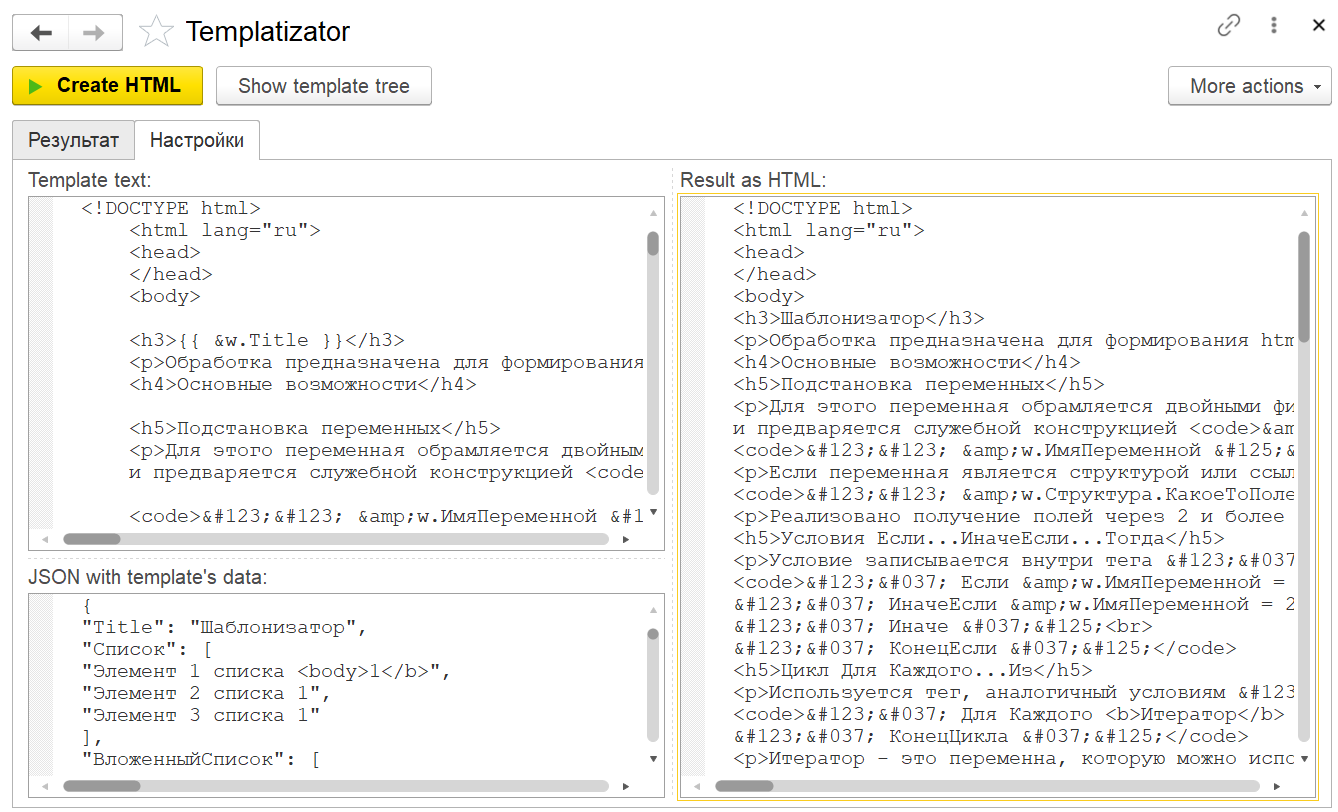 Templatizator
Create HTML
Show template tree
More actions
Результат
Настройки
Template text:
<!DOCTYPE html>
<html lang="ru">
<head>
</head>
<body>
<h3>{{ &w.Title }}</h3>
<p>Обработка предназначена для формирования
<h4>Основные возможности</h4>
<h5>Подстановка переменных</h5>
<p>Для этого переменная обрамляется двойным
и предваряется служебной конструкцией <code
<code>&#123;&#123; &amp;w.ИмяПеременной &#1
JSON with template's data:
{
"Title": "Шаблонизатор",
"Список": [
"Элемент 1 списка <body>1</b>",
"Элемент 2 списка 1",
"Элемент 3 списка 1"
],
"ВложенныйСписок": [
Result as HTML:
<!DOCTYPE html>
<html lang="ru">
<head>
</head>
<body>
<h3>Шаблонизатор</h3>
<p>Обработка предназначена для формирования htm
<h4>Основные возможности</h4>
<h5>Подстановка переменных</h5>
<p>Для этого переменная обрамляется двойными фи
и предваряется служебной конструкцией <code>&am
<code>&#123;&#123; &amp;w.ИмяПеременной &#125;&
<p>Если переменная является структурой или ссыл
<code>&#123;&#123; &amp;w.Структура.КакоеТоПоле
<p>Реализовано получение полей через 2 и более
<h5>Условия Если...ИначеЕсли...Тогда</h5>
<p>Условие записывается внутри тега &#123;&#037;
<code>&#123;&#037; Если &amp;w.ИмяПеременной =
&#123;&#037; ИначеЕсли &amp;w.ИмяПеременной = 2
&#123;&#037; Иначе &#037;&#125;<br>
&#123;&#037; КонецЕсли &#037;&#125;</code>
<h5>Цикл Для Каждого...Из</h5>
<p>Используется тег, аналогичный условиям &#123
<code>&#123;&#037; Для Каждого <b>Итератор</b>
&#123;&#037; КонецЦикла &#037;&#125;</code>
<p>Итератор – это переменна, которую можно испо